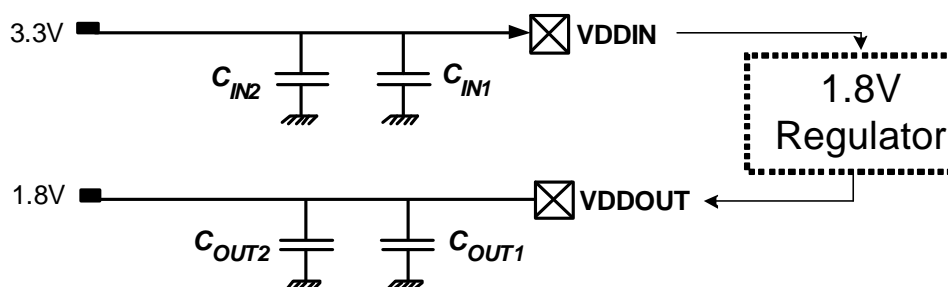 3.3V
VDDIN
C_IN2
C_IN1
1.8V
Regulator
1.8V
VDDOUT
C_OUT2
C_OUT1